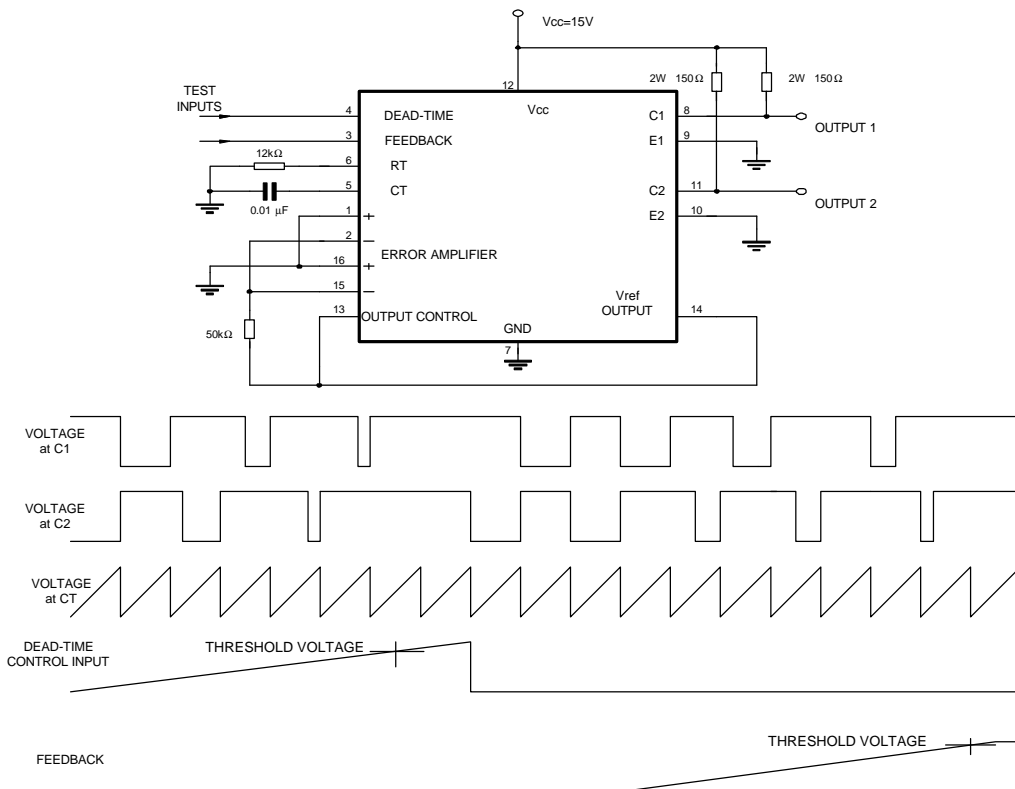 Vcc=15V
2W 150Ω
2W 150Ω
12
TEST
INPUTS
4
DEAD-TIME
Vcc
C1
8
OUTPUT 1
3
FEEDBACK
E1
9
12kΩ
6
RT
5
CT
C2
11
OUTPUT 2
0.01 µF
1
+
E2
10
2
−
ERROR AMPLIFIER
16
+
15
−
Vref
OUTPUT
14
13
OUTPUT CONTROL
50kΩ
GND
7
VOLTAGE
at C1
VOLTAGE
at C2
VOLTAGE
at CT
DEAD-TIME
CONTROL INPUT
THRESHOLD VOLTAGE
THRESHOLD VOLTAGE
FEEDBACK